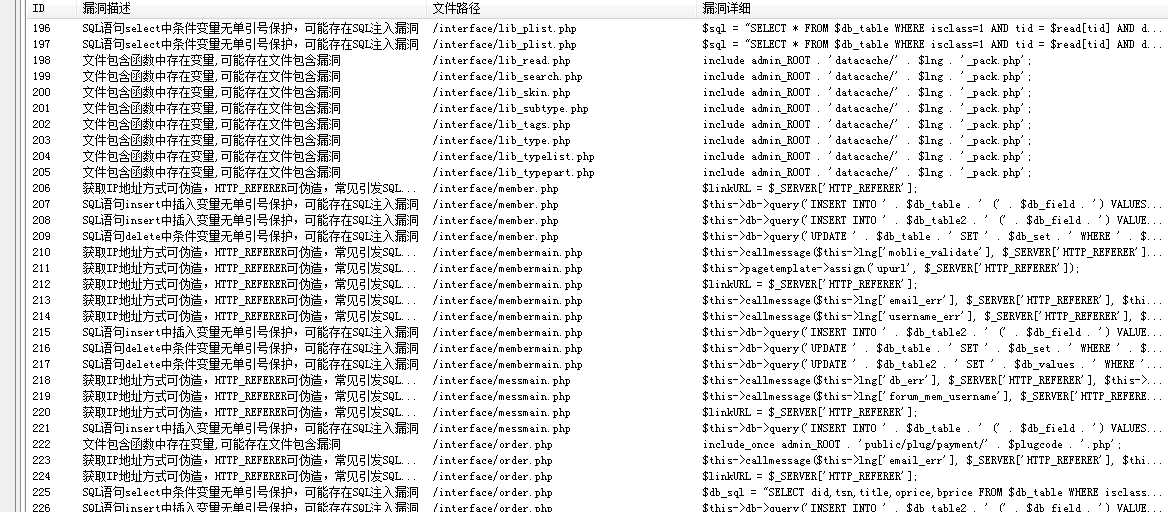 ID 漏洞描述 文件路径 漏洞详细
196 SQL语句select中条件变量无单引号保护，可能存在SQL注入漏洞 /interface/lib_plist.php $sql = "SELECT * FROM $db_table WHERE isclass=1 AND tid = $read[tid] AND d...
197 SQL语句select中条件变量无单引号保护，可能存在SQL注入漏洞 /interface/lib_plist.php $sql = "SELECT * FROM $db_table WHERE isclass=1 AND tid = $read[tid] AND d...
198 文件包含函数中存在变量,可能存在文件包含漏洞 /interface/lib_read.php include admin_ROOT . 'datacache/' . $lng . '_pack.php';
199 文件包含函数中存在变量,可能存在文件包含漏洞 /interface/lib_search.php include admin_ROOT . 'datacache/' . $lng . '_pack.php';
200 文件包含函数中存在变量,可能存在文件包含漏洞 /interface/lib_skin.php include admin_ROOT . 'datacache/' . $lng . '_pack.php';
201 文件包含函数中存在变量,可能存在文件包含漏洞 /interface/lib_subtype.php include admin_ROOT . 'datacache/' . $lng . '_pack.php';
202 文件包含函数中存在变量,可能存在文件包含漏洞 /interface/lib_tags.php include admin_ROOT . 'datacache/' . $lng . '_pack.php';
203 文件包含函数中存在变量,可能存在文件包含漏洞 /interface/lib_type.php include admin_ROOT . 'datacache/' . $lng . '_pack.php';
204 文件包含函数中存在变量,可能存在文件包含漏洞 /interface/lib_typelist.php include admin_ROOT . 'datacache/' . $lng . '_pack.php';
205 文件包含函数中存在变量,可能存在文件包含漏洞 /interface/lib_typepart.php include admin_ROOT . 'datacache/' . $lng . '_pack.php';
206 获取IP地址方式可伪造，HTTP_REFERER可伪造，常见引发SQL... /interface/member.php $linkURL = $_SERVER['HTTP_REFERER'];
207 SQL语句insert中插入变量无单引号保护，可能存在SQL注入漏洞 /interface/member.php $this->db->query('INSERT INTO ' . $db_table . ' (' . $db_field . ') VALUES...
208 SQL语句insert中插入变量无单引号保护，可能存在SQL注入漏洞 /interface/member.php $this->db->query('INSERT INTO ' . $db_table2 . ' (' . $db_field . ') VALUE...
209 SQL语句delete中条件变量无单引号保护，可能存在SQL注入漏洞 /interface/member.php $this->db->query('UPDATE ' . $db_table . ' SET ' . $db_set . ' WHERE ' . $...
210 获取IP地址方式可伪造，HTTP_REFERER可伪造，常见引发SQL... /interface/membermain.php $this->callmessage($this->lng['moblie_validate'], $_SERVER['HTTP_REFERER']...
211 获取IP地址方式可伪造，HTTP_REFERER可伪造，常见引发SQL... /interface/membermain.php $this->pagetemplate->assign('upurl', $_SERVER['HTTP_REFERER']);
212 获取IP地址方式可伪造，HTTP_REFERER可伪造，常见引发SQL... /interface/membermain.php $linkURL = $_SERVER['HTTP_REFERER'];
213 获取IP地址方式可伪造，HTTP_REFERER可伪造，常见引发SQL... /interface/membermain.php $this->callmessage($this->lng['email_err'], $_SERVER['HTTP_REFERER'], $thi...
214 获取IP地址方式可伪造，HTTP_REFERER可伪造，常见引发SQL... /interface/membermain.php $this->callmessage($this->lng['username_err'], $_SERVER['HTTP_REFERER'], $...
215 SQL语句insert中插入变量无单引号保护，可能存在SQL注入漏洞 /interface/membermain.php $this->db->query('INSERT INTO ' . $db_table2 . ' (' . $db_field . ') VALUE...
216 SQL语句delete中条件变量无单引号保护，可能存在SQL注入漏洞 /interface/membermain.php $this->db->query('UPDATE ' . $db_table . ' SET ' . $db_set . ' WHERE ' . $...
217 SQL语句delete中条件变量无单引号保护，可能存在SQL注入漏洞 /interface/membermain.php $this->db->query('UPDATE ' . $db_table2 . ' SET ' . $db_values . ' WHERE '...
218 获取IP地址方式可伪造，HTTP_REFERER可伪造，常见引发SQL... /interface/messmain.php $this->callmessage($this->lng['db_err'], $_SERVER['HTTP_REFERER'], $this->...
219 获取IP地址方式可伪造，HTTP_REFERER可伪造，常见引发SQL... /interface/messmain.php $this->callmessage($this->lng['forum_mem_username'], $_SERVER['HTTP_REFERE...
220 获取IP地址方式可伪造，HTTP_REFERER可伪造，常见引发SQL... /interface/messmain.php $linkURL = $_SERVER['HTTP_REFERER'];
221 SQL语句insert中插入变量无单引号保护，可能存在SQL注入漏洞 /interface/messmain.php $this->db->query('INSERT INTO ' . $db_table . ' (' . $db_field . ') VALUES...
222 文件包含函数中存在变量,可能存在文件包含漏洞 /interface/order.php include_once admin_ROOT . 'public/plug/payment/' . $plugcode . '.php';
223 获取IP地址方式可伪造，HTTP_REFERER可伪造，常见引发SQL... /interface/order.php $this->callmessage($this->lng['email_err'], $_SERVER['HTTP_REFERER'], $thi...
224 获取IP地址方式可伪造，HTTP_REFERER可伪造，常见引发SQL... /interface/order.php $linkURL = $_SERVER['HTTP_REFERER'];
225 SQL语句select中条件变量无单引号保护，可能存在SQL注入漏洞 /interface/order.php $db_sql = "SELECT did,tsn,title,oprice,bprice FROM $db_table WHERE isclass...
226 SQL语句insert中插入变量无单引号保护，可能存在SQL注入漏洞 /interface/order.php $this->db->query('INSERT INTO ' . $db_table2 . ' (' . $db_field . ') VALUE...